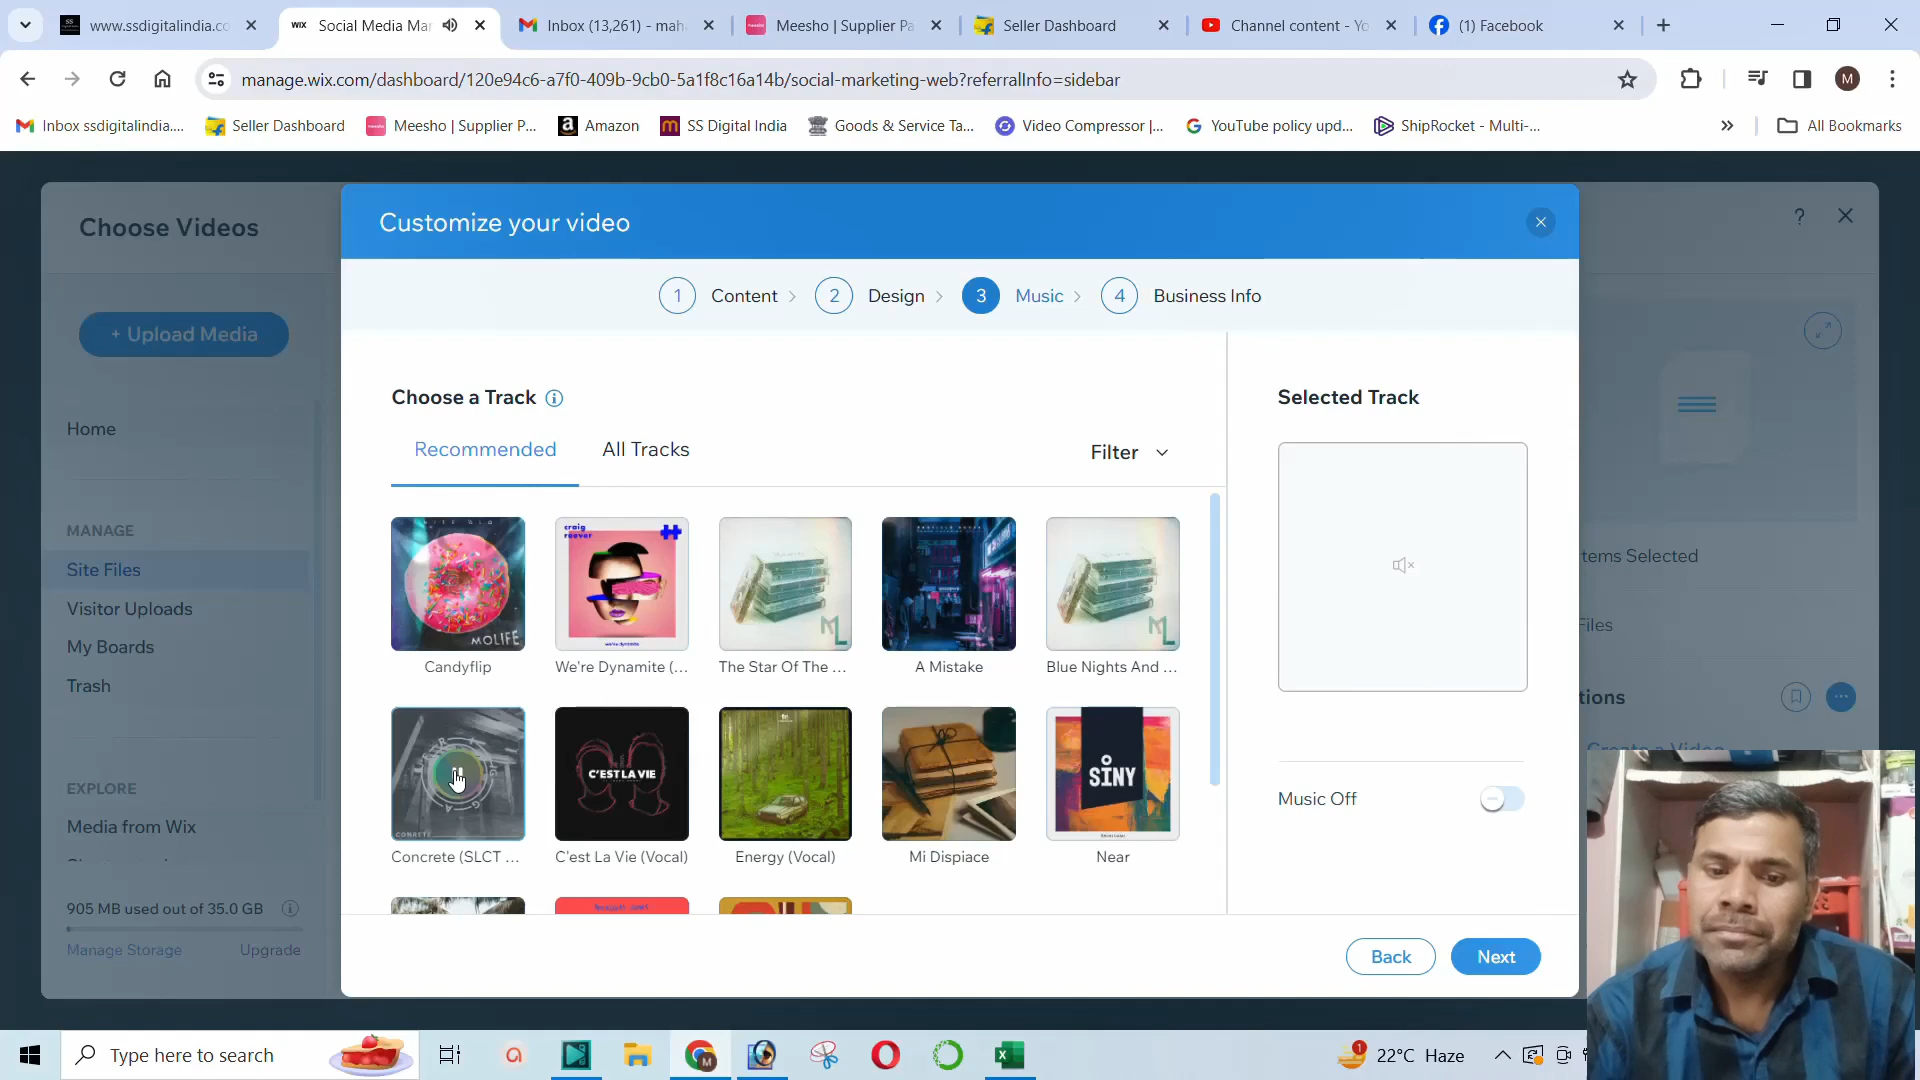 www.ssdigitalindia.co
Social Media Mar
Inbox (13,261) - mah
Meesho | Supplier Pa
Seller Dashboard
Channel content - Yo
(1) Facebook
manage.wix.com/dashboard/120e94c6-a7f0-409b-9cb0-5a1f8c16a14b/social-marketing-web?referralInfo=sidebar
M
Inbox ssdigitalindia....
Seller Dashboard
Meesho | Supplier P...
Amazon
SS Digital India
Goods & Service Ta...
Video Compressor |...
YouTube policy upd...
ShipRocket - Multi-...
All Bookmarks
Choose Videos
Customize your video
1 Content
2 Design
3 Music
4 Business Info
+ Upload Media
Home
MANAGE
Site Files
Visitor Uploads
My Boards
Trash
EXPLORE
Media from Wix
905 MB used out of 35.0 GB
Manage Storage
Upgrade
Choose a Track
Recommended
All Tracks
Filter
MOLIFE
craig
reever
ML
ML
Candyflip
We're Dynamite (...
The Star Of The ...
A Mistake
Blue Nights And ...
C'EST LA VIE
SINY
Concrete (SLCT ...
C'est La Vie (Vocal)
Energy (Vocal)
Mi Dispiace
Near
Selected Track
Music Off
Back
Next
tems Selected
Files
tions
Create a Video
Type here to search
22°C Haze